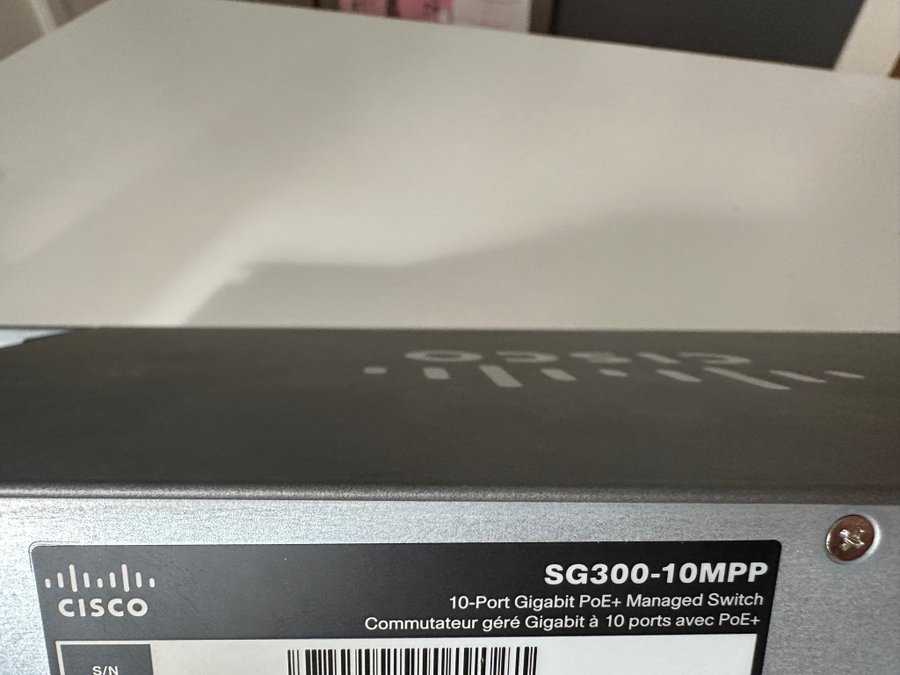 CISCO
CISCO
SG300-10MPP
10-Port Gigabit PoE+ Managed Switch
Commutateur géré Gigabit à 10 ports avec PoE+
S/N